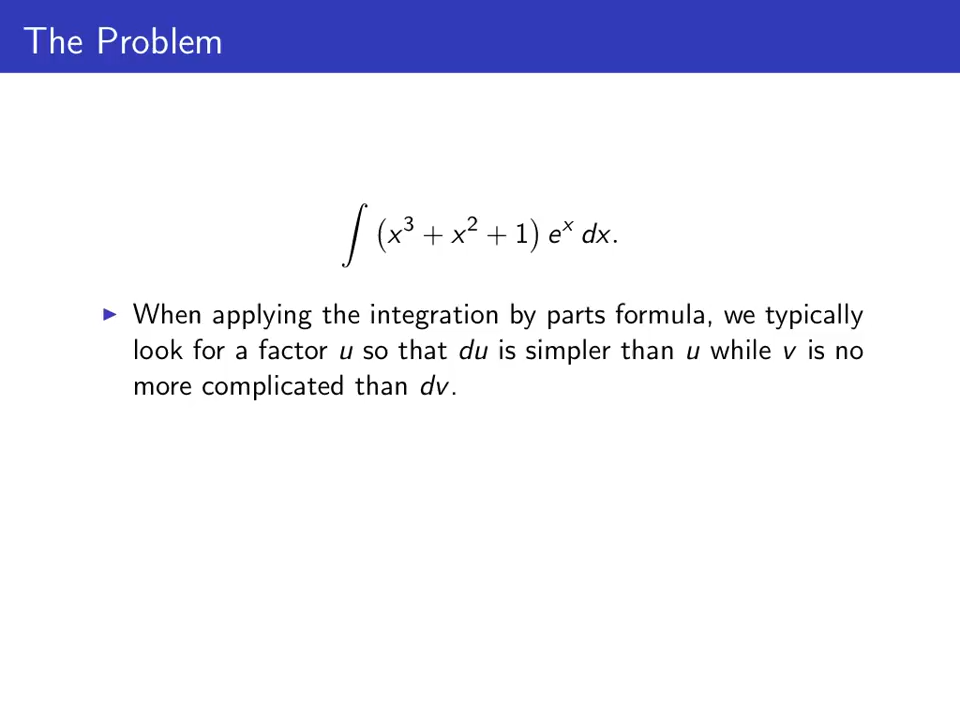 The Problem
∫ (x³ + x² + 1) eˣ dx.
▶ When applying the integration by parts formula, we typically
look for a factor u so that du is simpler than u while v is no
more complicated than dv.